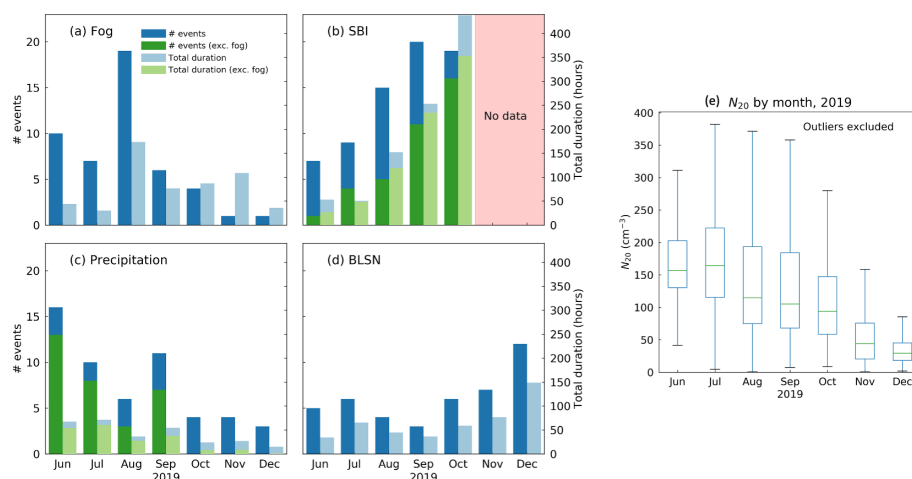 (a) Fog
# events
# events (exc. fog)
Total duration
Total duration (exc. fog)
# events
20
15
10
5
0
(b) SBI
No data
400
350
300
250
200
150
100
50
0
Total duration (hours)
(c) Precipitation
# events
20
15
10
5
0
Jun Jul Aug Sep Oct Nov Dec
2019
(d) BLSN
400
350
300
250
200
150
100
50
0
Total duration (hours)
Jun Jul Aug Sep Oct Nov Dec
2019
(e) N20 by month, 2019
Outliers excluded
N20 (cm−3)
400
350
300
250
200
150
100
50
0
Jun Jul Aug Sep Oct Nov Dec
2019